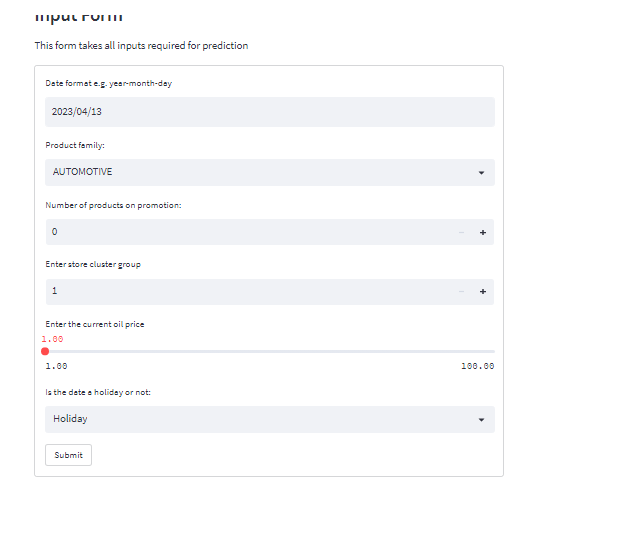 Input Form
This form takes all inputs required for prediction
Date format e.g. year-month-day
2023/04/13
Product family:
AUTOMOTIVE
Number of products on promotion:
0
Enter store cluster group
1
Enter the current oil price
1.00
1.00 100.00
Is the date a holiday or not:
Holiday
Submit